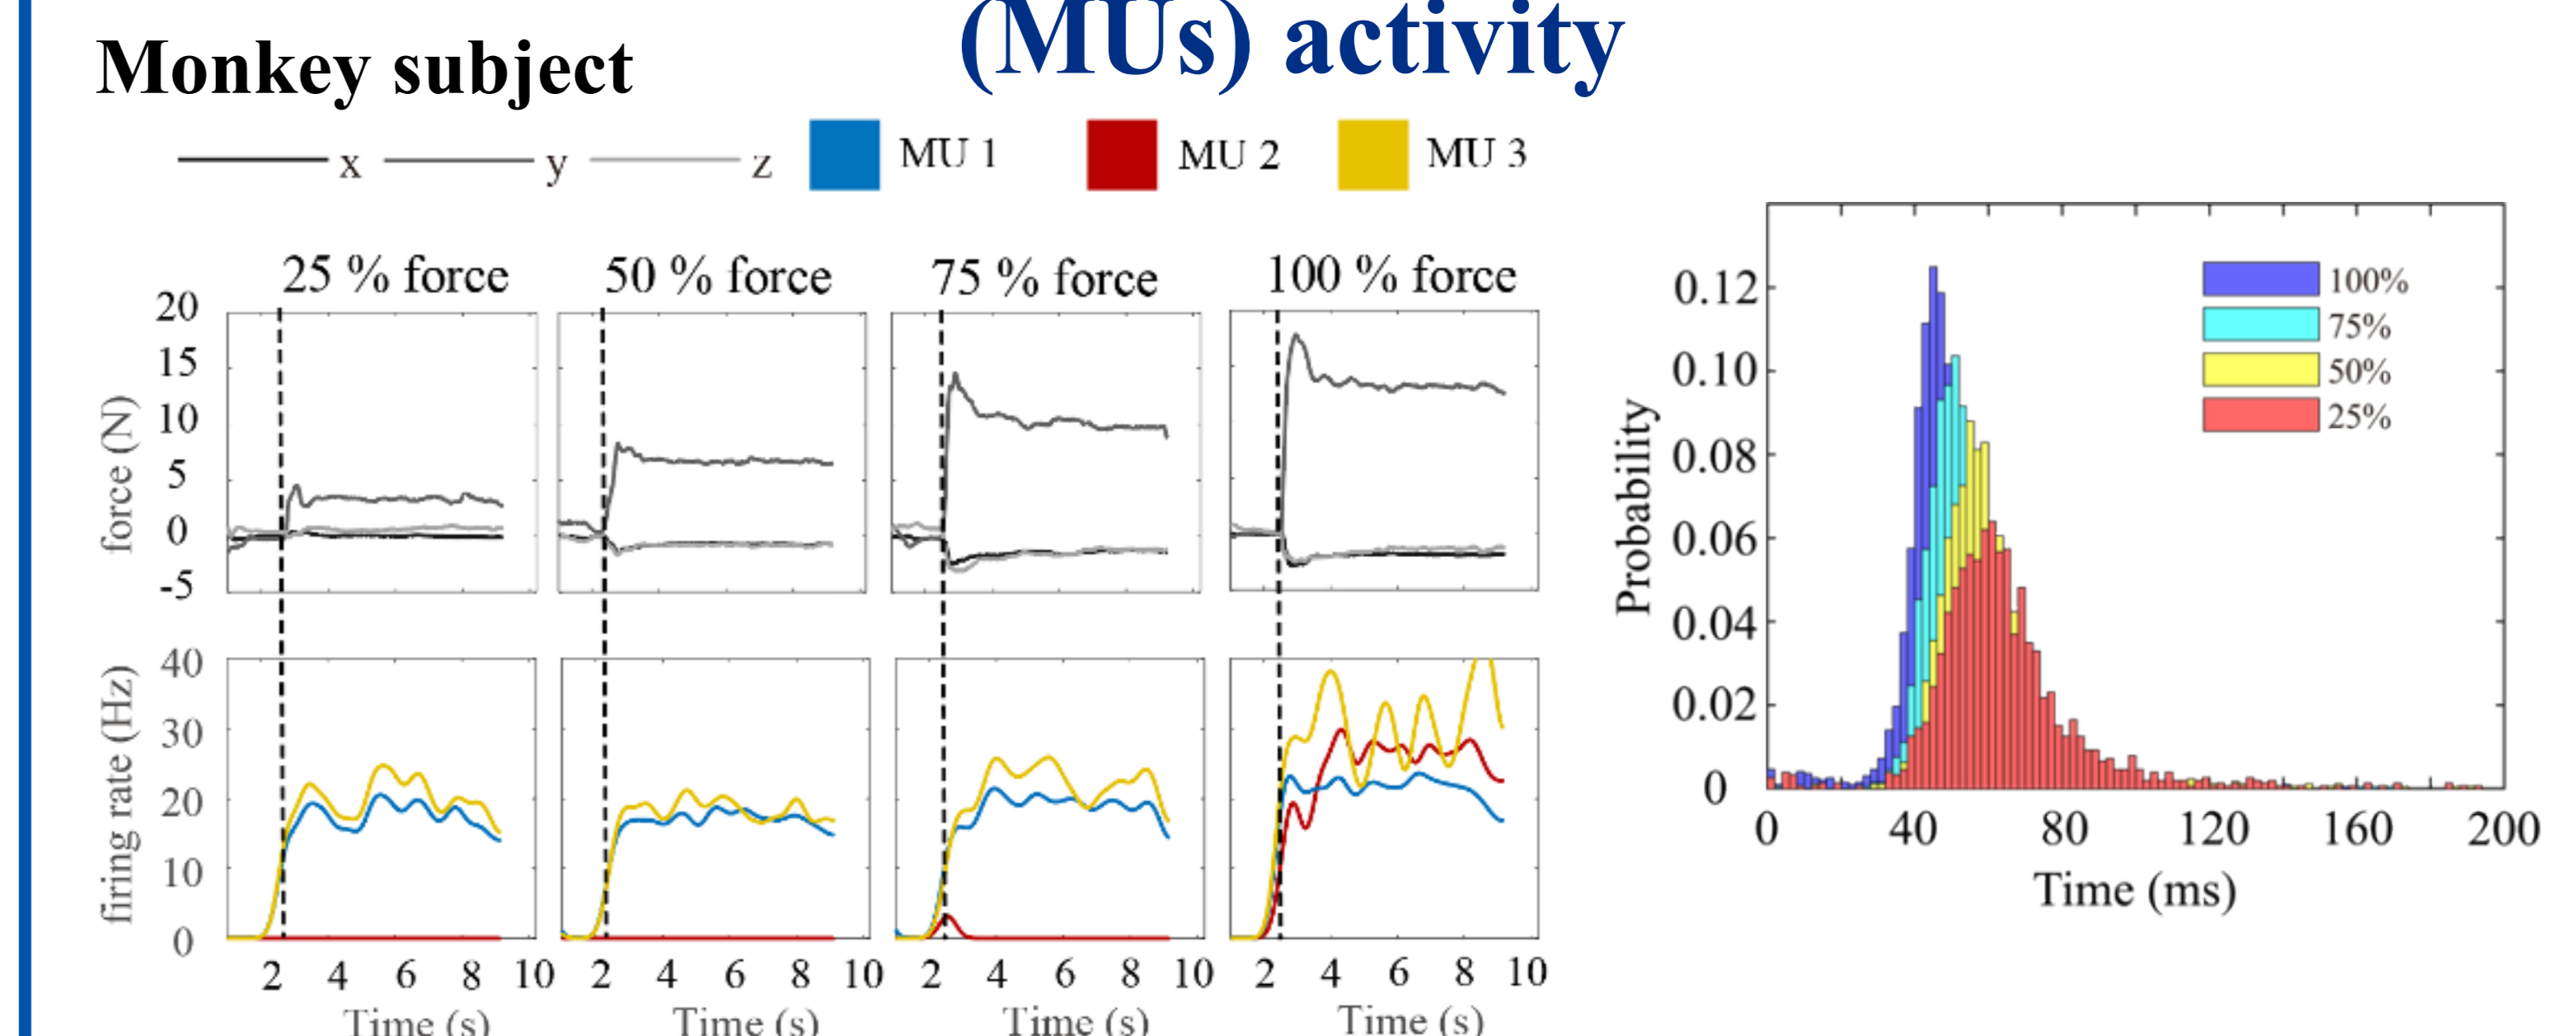 (MUs) activity
Monkey subject
x y z MU 1 MU 2 MU 3
25 % force 50 % force 75 % force 100 % force
force (N)
20
15
10
5
0
-5
firing rate (Hz)
40
30
20
10
0
2 4 6 8 10 2 4 6 8 10 2 4 6 8 10 2 4 6 8 10
Time (s) Time (s) Time (s) Time (s)
Probability
0.12
0.10
0.08
0.06
0.04
0.02
0
100%
75%
50%
25%
0 40 80 120 160 200
Time (ms)